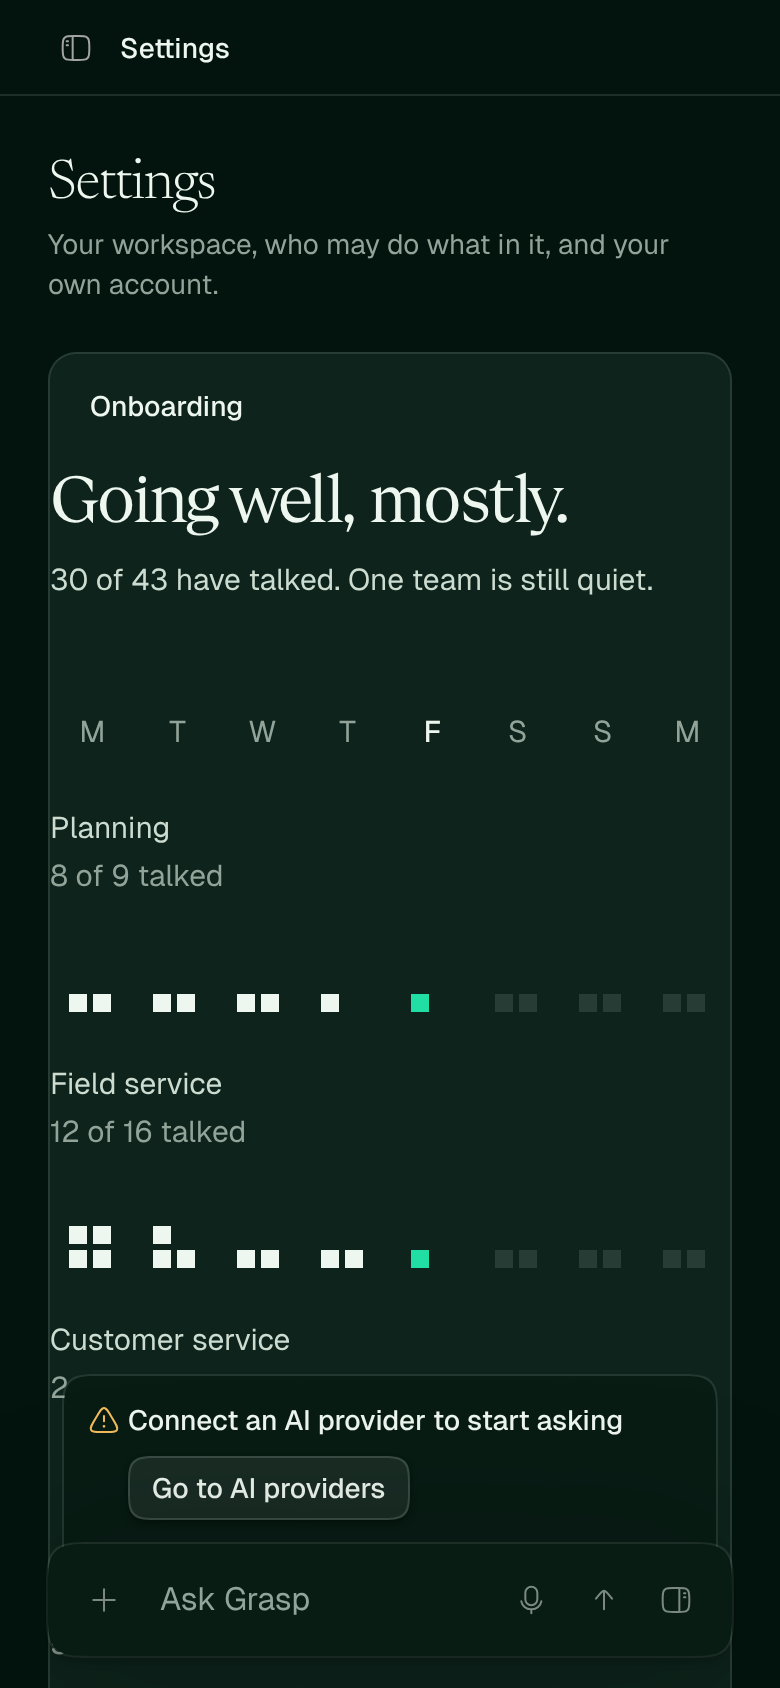 Settings
Settings
Your workspace, who may do what in it, and your
own account.
Onboarding
Going well, mostly.
30 of 43 have talked. One team is still quiet.
M T W T F S S M
Planning
8 of 9 talked
Field service
12 of 16 talked
Customer service
2
Connect an AI provider to start asking
Go to AI providers
Ask Grasp